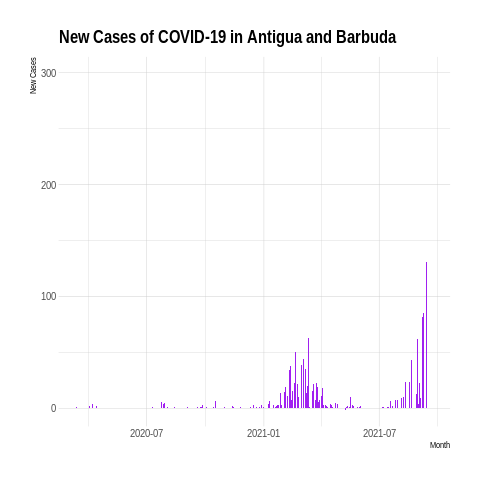 New Cases of COVID-19 in Antigua and Barbuda
New Cases
300
200
100
0
2020-07
2021-01
2021-07
Month